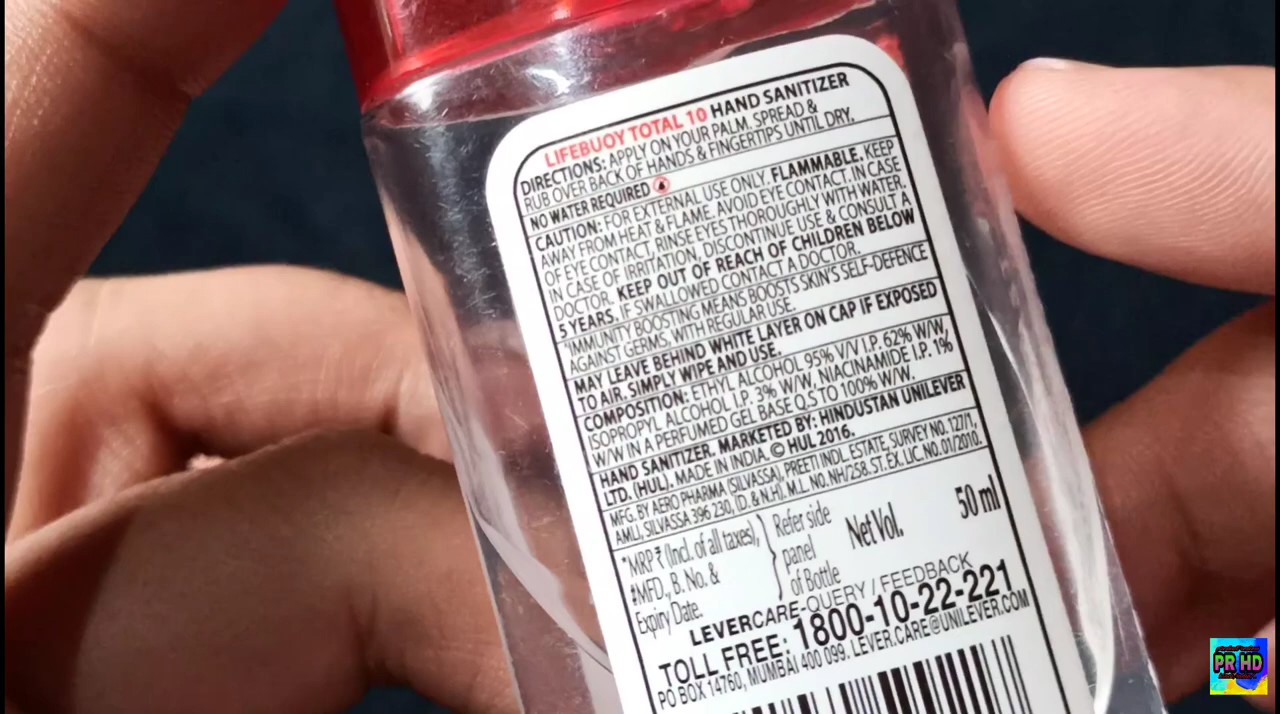 LIFEBUOY TOTAL 10 HAND SANITIZER
DIRECTIONS: APPLY ON YOUR PALM. SPREAD &
RUB OVER BACK OF HANDS & FINGERTIPS UNTIL DRY.
NO WATER REQUIRED
CAUTION: FOR EXTERNAL USE ONLY. FLAMMABLE. KEEP
AWAY FROM HEAT & FLAME. AVOID EYE CONTACT. IN CASE
OF EYE CONTACT, RINSE EYES THOROUGHLY WITH WATER.
IN CASE OF IRRITATION, DISCONTINUE USE & CONSULT A
DOCTOR. KEEP OUT OF REACH OF CHILDREN BELOW
5 YEARS. IF SWALLOWED CONTACT A DOCTOR.
*IMMUNITY BOOSTING MEANS BOOSTS SKIN'S SELF-DEFENCE
AGAINST GERMS, WITH REGULAR USE.
MAY LEAVE BEHIND WHITE LAYER ON CAP IF EXPOSED
TO AIR. SIMPLY WIPE AND USE.
COMPOSITION: ETHYL ALCOHOL 95% V/V I.P. 62% W/W,
ISOPROPYL ALCOHOL I.P. 3% W/W, NIACINAMIDE I.P. 1%
W/W IN A PERFUMED GEL BASE Q.S TO 100% W/W.
HAND SANITIZER. MARKETED BY: HINDUSTAN UNILEVER
LTD. (HUL). MADE IN INDIA. © HUL 2016.
MFG. BY AERO PHARMA (SILVASSA), PREETI INDL. ESTATE, SURVEY NO. 127/1,
AMLI, SILVASSA 396 230, (D. & N.H). M.L. NO. NH/258. ST. EX. LIC. NO. 01/2010.
*MRP ₹ (Incl. of all taxes),
‡MFD., B. No. &
Expiry Date.
Refer side
panel
of Bottle
Net Vol. 50 ml
LEVERCARE-QUERY / FEEDBACK
TOLL FREE: 1800-10-22-221
PO BOX 14760, MUMBAI 400 099. LEVER.CARE@UNILEVER.COM
PR HD